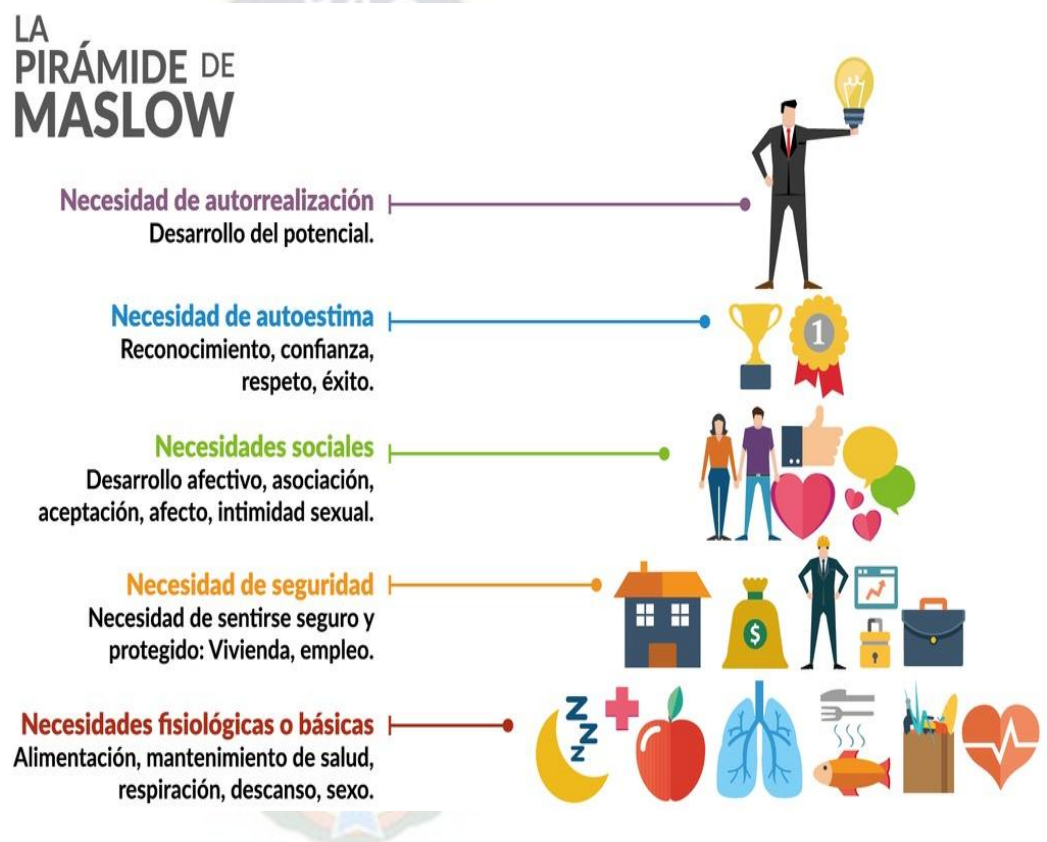 LA
PIRÁMIDE DE
MASLOW
Necesidad de autorrealización
Desarrollo del potencial.
Necesidad de autoestima
Reconocimiento, confianza,
respeto, éxito.
1
Necesidades sociales
Desarrollo afectivo, asociación,
aceptación, afecto, intimidad sexual.
Necesidad de seguridad
Necesidad de sentirse seguro y
protegido: Vivienda, empleo.
$
Necesidades fisiológicas o básicas
Alimentación, mantenimiento de salud,
respiración, descanso, sexo.
Z
Z
Z
Z